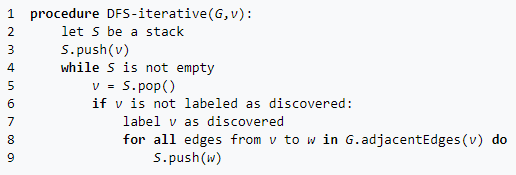 1 procedure DFS-iterative(G,v):
2     let S be a stack
3     S.push(v)
4     while S is not empty
5         v = S.pop()
6         if v is not labeled as discovered:
7             label v as discovered
8             for all edges from v to w in G.adjacentEdges(v) do
9                 S.push(w)